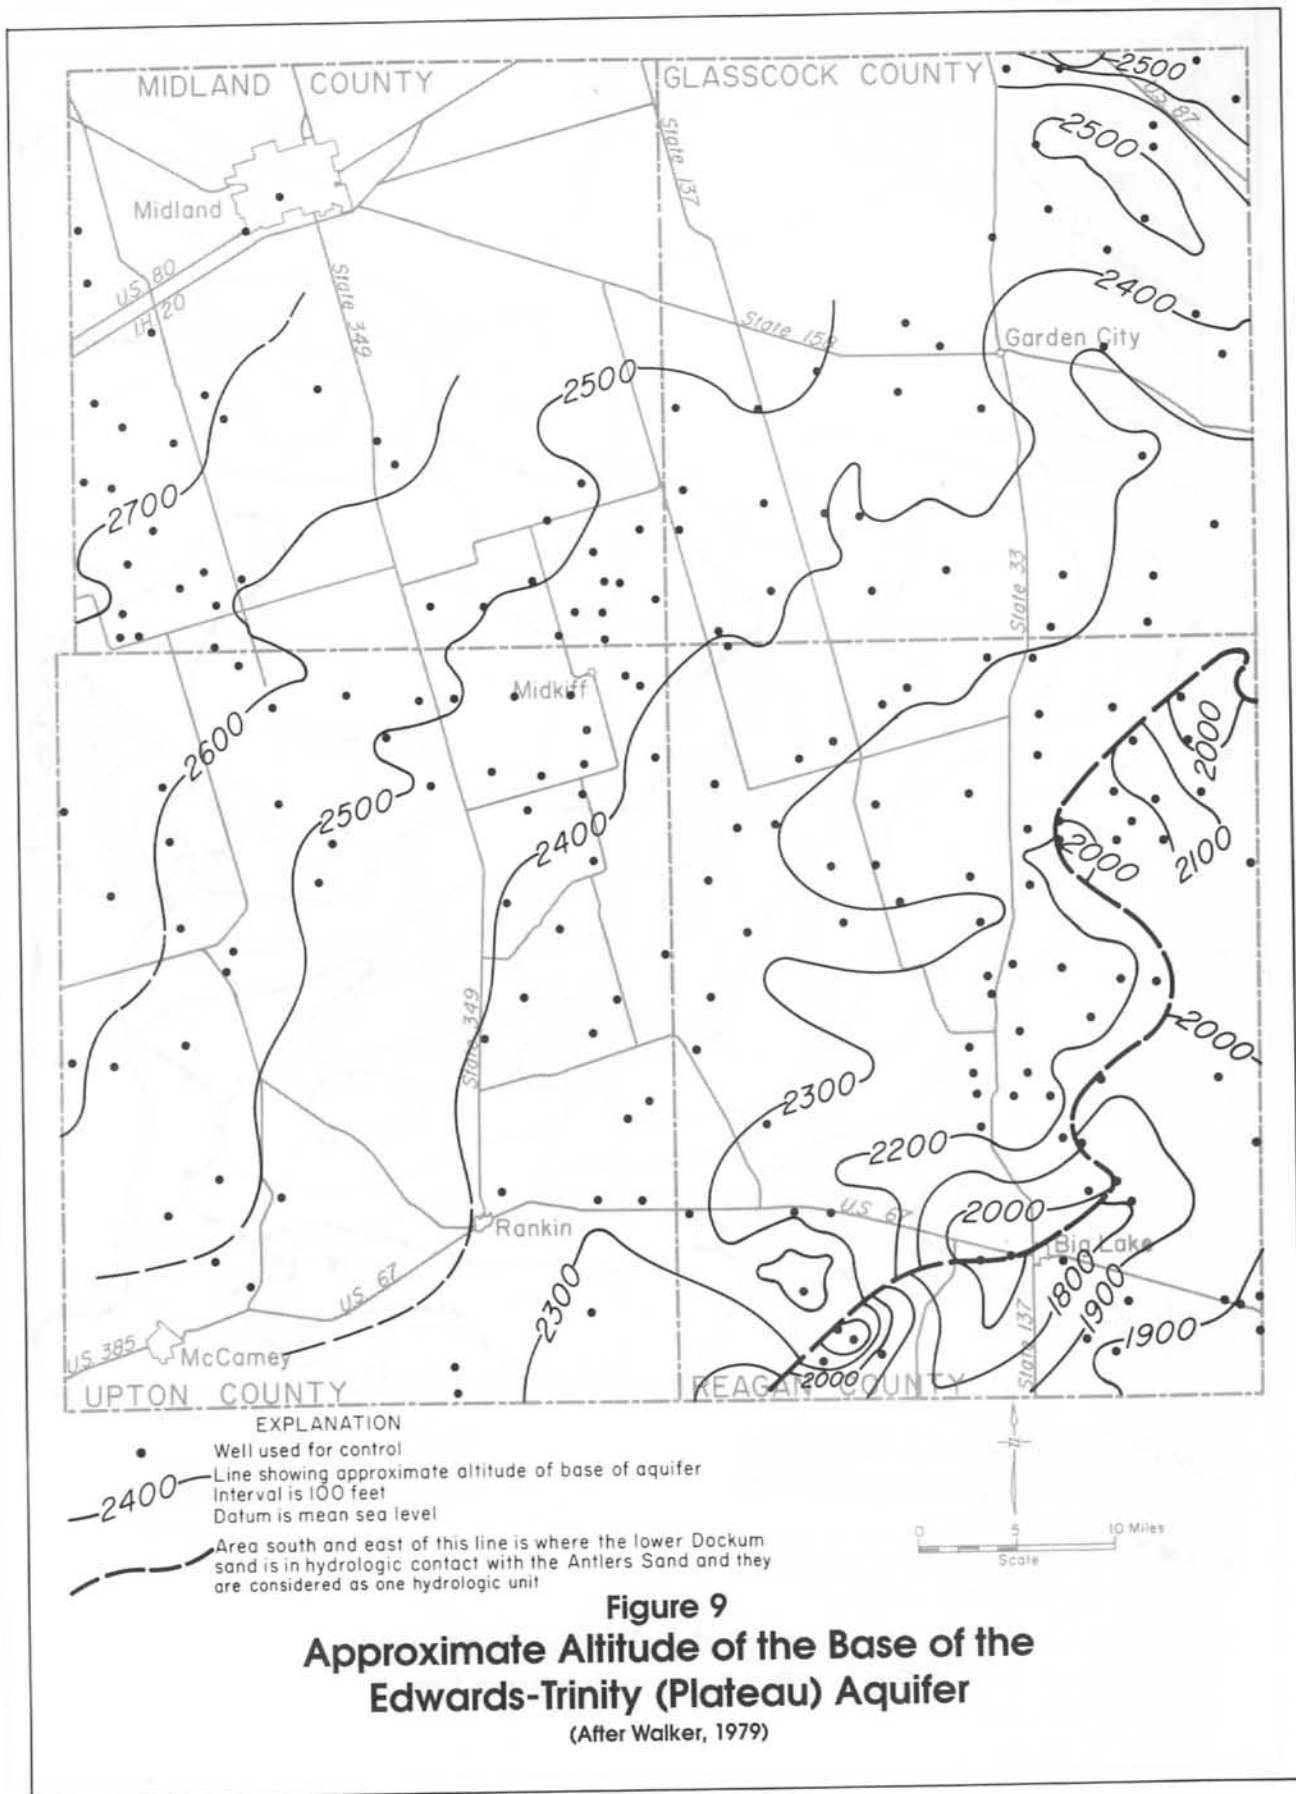 MIDLAND COUNTY
GLASSCOCK COUNTY
2500
US 87
2500
State 137
Midland
US 80
I.H. 20
State 349
2400
State 158
Garden City
2500
2700
State 33
Midkiff
2600
2000
2500
2400
2000
2100
State 349
2000
2300
2200
U.S. 67
2000
Rankin
Big Lake
2300
1800
1900
U.S. 67
1900
State 137
U.S. 385
McCamey
2000
UPTON COUNTY
REAGAN COUNTY
EXPLANATION
Well used for control
2400
Line showing approximate altitude of base of aquifer
Interval is 100 feet
Datum is mean sea level
Area south and east of this line is where the lower Dockum
sand is in hydrologic contact with the Antlers Sand and they
are considered as one hydrologic unit
0 5 10 Miles
Scale
Figure 9
Approximate Altitude of the Base of the
Edwards-Trinity (Plateau) Aquifer
(After Walker, 1979)